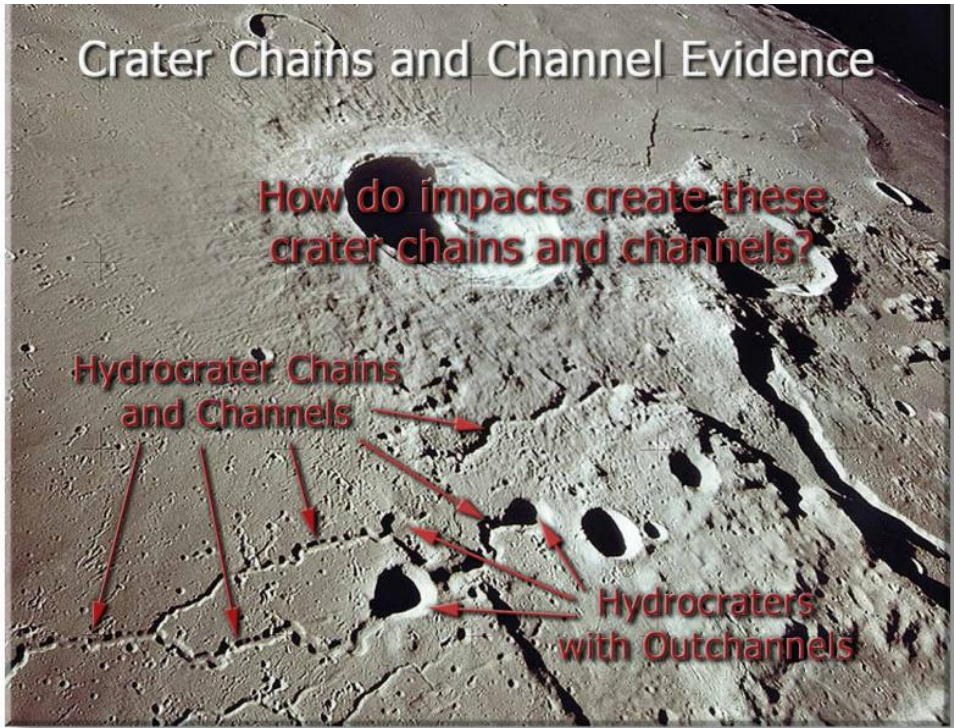 Crater Chains and Channel Evidence
How do impacts create these
crater chains and channels?
Hydrocrater Chains
and Channels
Hydrocraters
with Outchannels